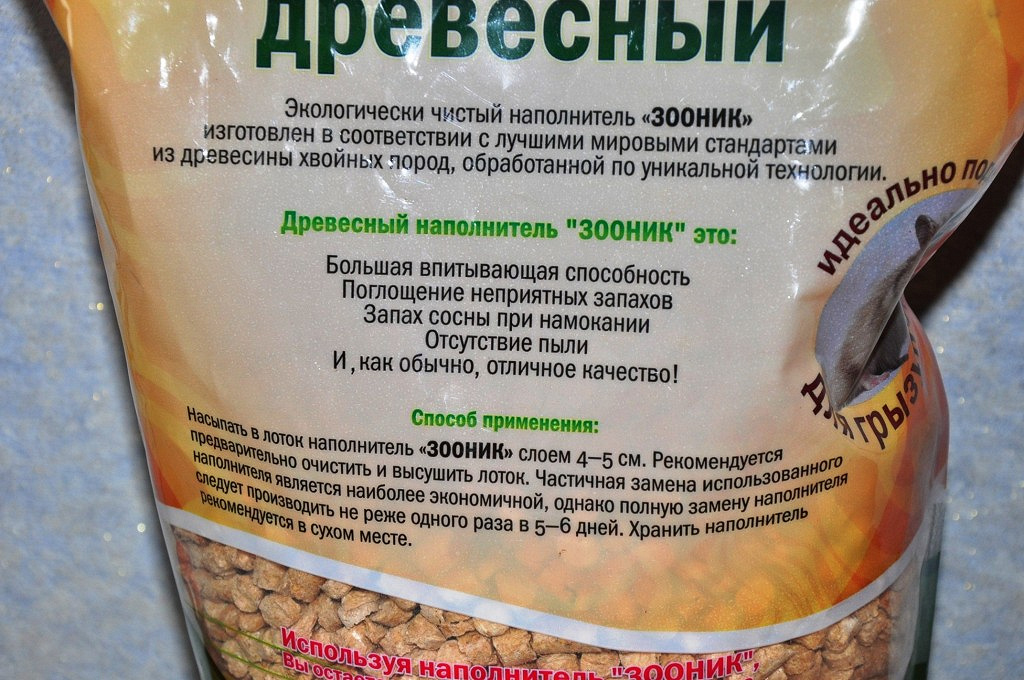 древесный
Экологически чистый наполнитель «ЗООНИК»
изготовлен в соответствии с лучшими мировыми стандартами
из древесины хвойных пород, обработанной по уникальной технологии.
идеально
для
Древесный наполнитель "ЗООНИК" это:
Большая впитывающая способность
Поглощение неприятных запахов
Запах сосны при намокании
Отсутствие пыли
И, как обычно, отличное качество!
Способ применения:
Насыпать в лоток наполнитель «ЗООНИК» слоем 4–5 см. Рекомендуется
предварительно очистить и высушить лоток. Частичная замена использованного
наполнителя является наиболее экономичной, однако полную замену наполнителя
следует производить не реже одного раза в 5–6 дней. Хранить наполнитель
рекомендуется в сухом месте.
Используя наполнитель "ЗООНИК",
Вы